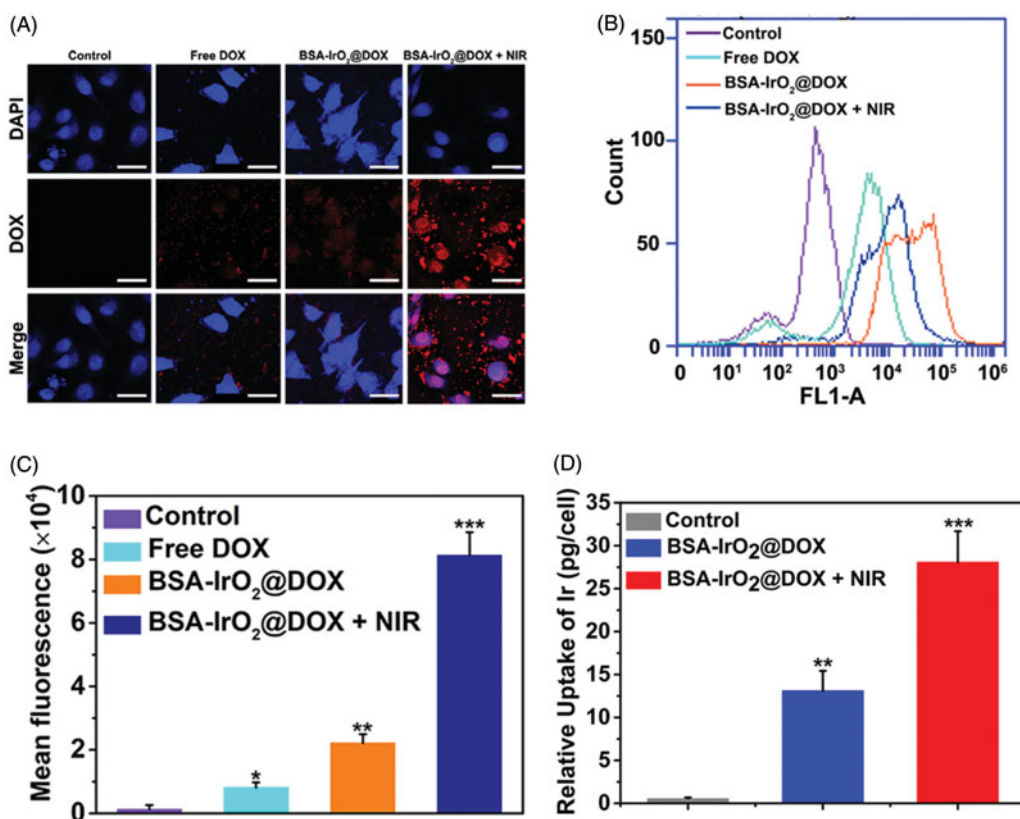 (A)
Control Free DOX BSA-IrO₂@DOX BSA-IrO₂@DOX + NIR
DAPI
DOX
Merge
(B)
Control
Free DOX
BSA-IrO₂@DOX
BSA-IrO₂@DOX + NIR
Count
150
100
50
0
0 10¹ 10² 10³ 10⁴ 10⁵ 10⁶
FL1-A
(C)
Mean fluorescence (×10⁴)
10
8
6
4
2
0
Control
Free DOX
BSA-IrO₂@DOX
BSA-IrO₂@DOX + NIR
*
**
***
(D)
Relative Uptake of Ir (pg/cell)
35
30
25
20
15
10
5
0
Control
BSA-IrO₂@DOX
BSA-IrO₂@DOX + NIR
**
***